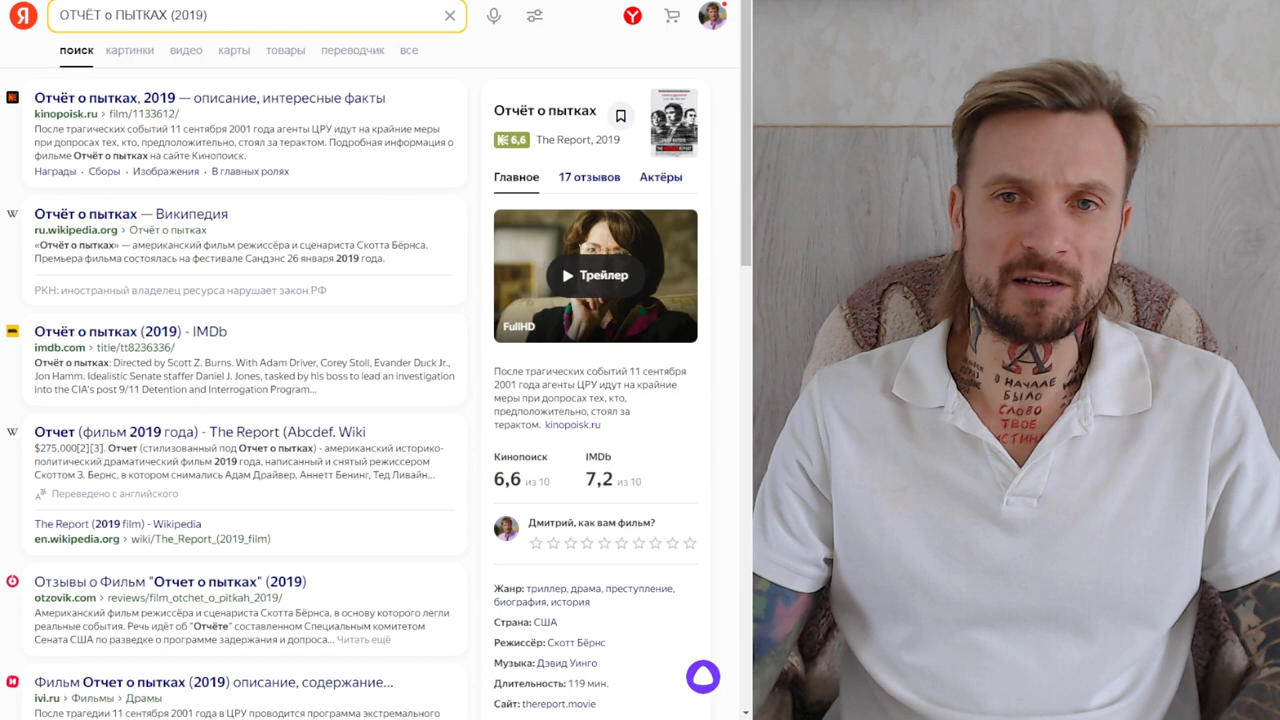 Я
ОТЧЁТ о ПЫТКАХ (2019)
поиск картинки видео карты товары переводчик все
Отчёт о пытках, 2019 — описание, интересные факты
kinopoisk.ru › film/1133612/
После трагических событий 11 сентября 2001 года агенты ЦРУ идут на крайние меры
при допросах тех, кто, предположительно, стоял за терактом. Подробная информация о
фильме Отчёт о пытках на сайте Кинопоиск.
Награды · Сборы · Изображения · В главных ролях
W
Отчёт о пытках — Википедия
ru.wikipedia.org › Отчёт о пытках
«Отчёт о пытках» — американский фильм режиссёра и сценариста Скотта Бёрнса.
Премьера фильма состоялась на фестивале Сандэнс 26 января 2019 года.
РКН: иностранный владелец ресурса нарушает закон РФ
Отчёт о пытках (2019) - IMDb
imdb.com › title/tt8236336/
Отчёт о пытках: Directed by Scott Z. Burns. With Adam Driver, Corey Stoll, Evander Duck Jr.,
Jon Hamm. Idealistic Senate staffer Daniel J. Jones, tasked by his boss to lead an investigation
into the CIA's post 9/11 Detention and Interrogation Program...
W
Отчет (фильм 2019 года) - The Report (Abcdef. Wiki
$275,000[2][3]. Отчет (стилизованный под Отчет о пытках) - американский историко-
политический драматический фильм 2019 года, написанный и снятый режиссером
Скоттом З. Бернс, в котором снимались Адам Драйвер, Аннетт Бенинг, Тед Ливайн...
Переведено с английского
The Report (2019 film) - Wikipedia
en.wikipedia.org › wiki/The_Report_(2019_film)
Отзывы о Фильм "Отчет о пытках" (2019)
otzovik.com › reviews/film_otchet_o_pitkah_2019/
Американский фильм режиссёра и сценариста Скотта Бёрнса, в основу которого легли
реальные события. Речь идёт об "Отчёте" составленном Специальным комитетом
Сената США по разведке о программе задержания и допроса... Читать ещё
Фильм Отчет о пытках (2019) описание, содержание...
ivi.ru › Фильмы › Драмы
После трагедии 11 сентября 2001 года в ЦРУ проводится программа экстремального
Отчёт о пытках
6,6 The Report, 2019
Главное 17 отзывов Актёры
Трейлер
FullHD
После трагических событий 11 сентября
2001 года агенты ЦРУ идут на крайние
меры при допросах тех, кто,
предположительно, стоял за
терактом. kinopoisk.ru
Кинопоиск IMDb
6,6 из 10 7,2 из 10
Дмитрий, как вам фильм?
Жанр: триллер, драма, преступление,
биография, история
Страна: США
Режиссёр: Скотт Бёрнс
Музыка: Дэвид Уинго
Длительность: 119 мин.
Сайт: thereport.movie
В НАЧАЛЕ
БЫЛО
СЛОВО
ТВОЕ